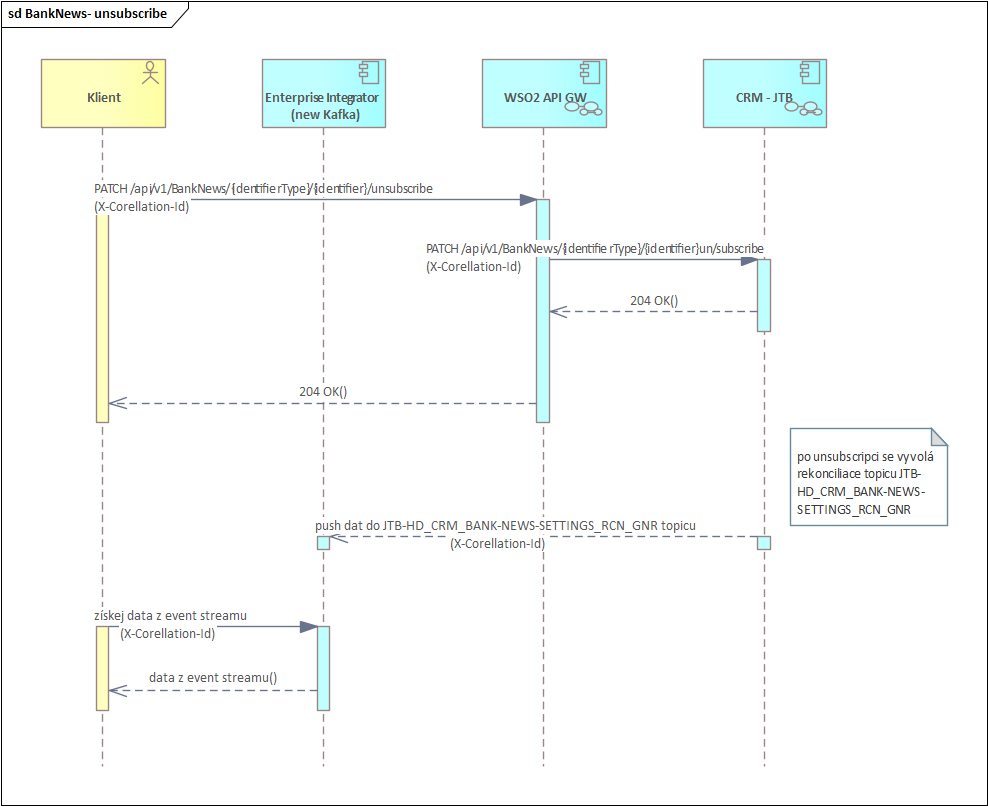 sd BankNews- unsubscribe
Klient
Enterprise Integrator
(new Kafka)
WSO2 API GW
CRM - JTB
PATCH /api/v1/BankNews/{identifierType}/{identifier}/unsubscribe
(X-Corellation-Id)
PATCH /api/v1/BankNews/{identifierType}/{identifier}un/subscribe
(X-Corellation-Id)
204 OK()
204 OK()
po unsubscripci se vyvolá
rekonciliace topicu JTB-
HD_CRM_BANK-NEWS-
SETTINGS_RCN_GNR
push dat do JTB-HD_CRM_BANK-NEWS-SETTINGS_RCN_GNR topicu
(X-Corellation-Id)
získej data z event streamu
(X-Corellation-Id)
data z event streamu()